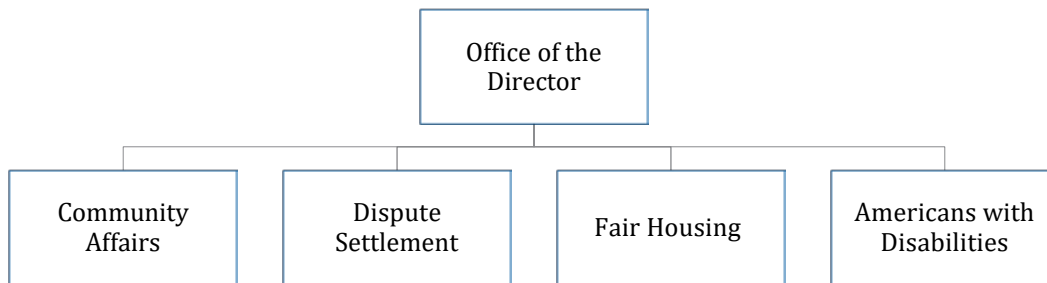 Office of the
Director
Community
Affairs
Dispute
Settlement
Fair Housing
Americans with
Disabilities